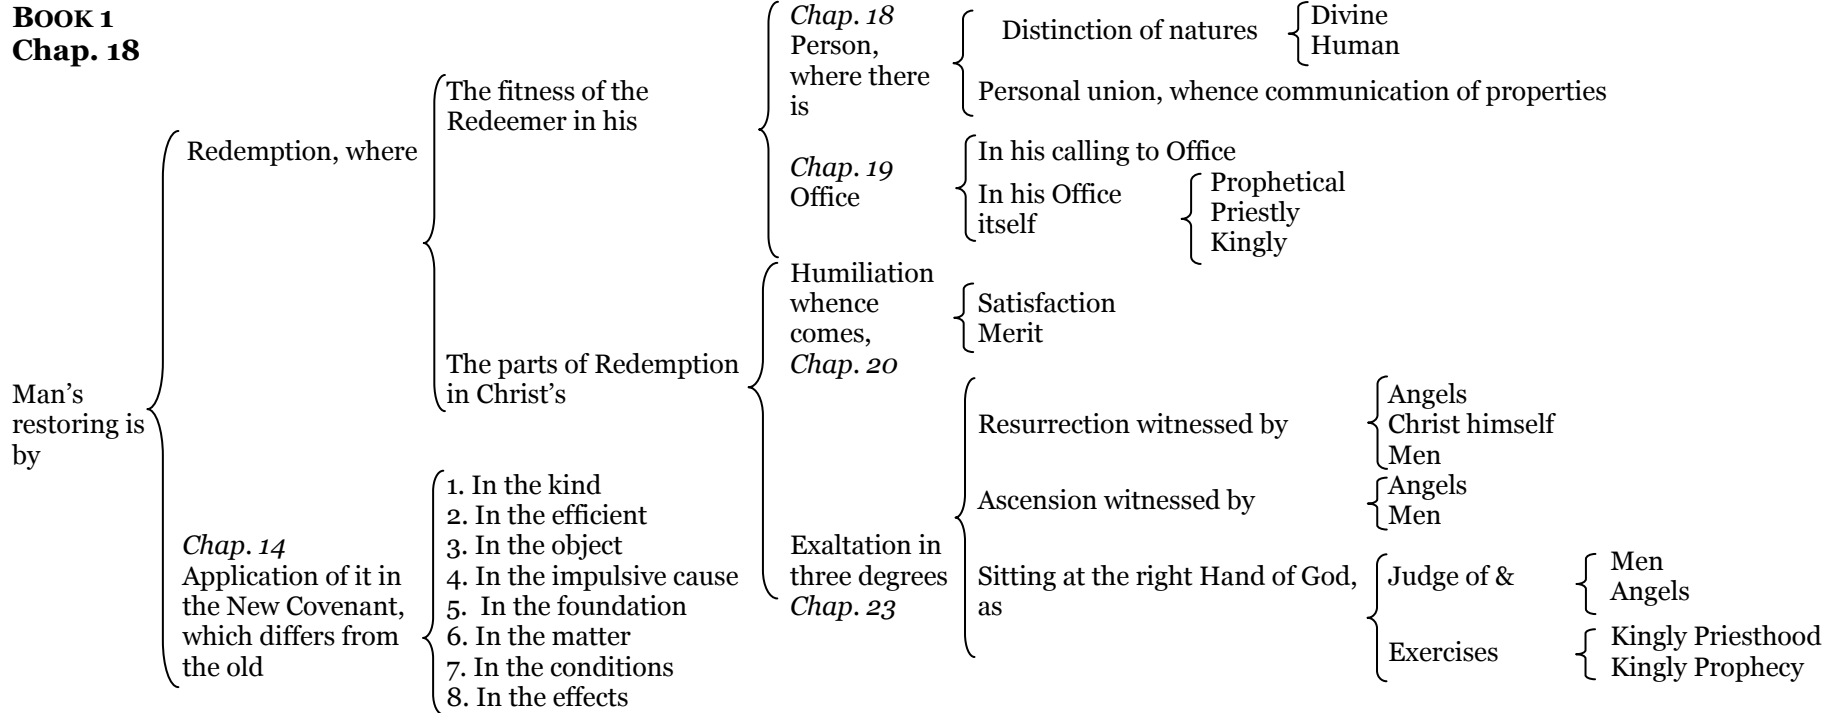 BOOK 1
Chap. 18
Man’s
restoring is
by
Redemption, where
The fitness of the
Redeemer in his
Chap. 18
Person,
where there
is
Distinction of natures
Divine
Human
Personal union, whence communication of properties
Chap. 19
Office
In his calling to Office
In his Office
itself
Prophetical
Priestly
Kingly
The parts of Redemption
in Christ’s
Humiliation
whence
comes,
Chap. 20
Satisfaction
Merit
Exaltation in
three degrees
Chap. 23
Resurrection witnessed by
Angels
Christ himself
Men
Ascension witnessed by
Angels
Men
Sitting at the right Hand of God,
as
Judge of &
Men
Angels
Exercises
Kingly Priesthood
Kingly Prophecy
Chap. 14
Application of it in
the New Covenant,
which differs from
the old
1. In the kind
2. In the efficient
3. In the object
4. In the impulsive cause
5. In the foundation
6. In the matter
7. In the conditions
8. In the effects